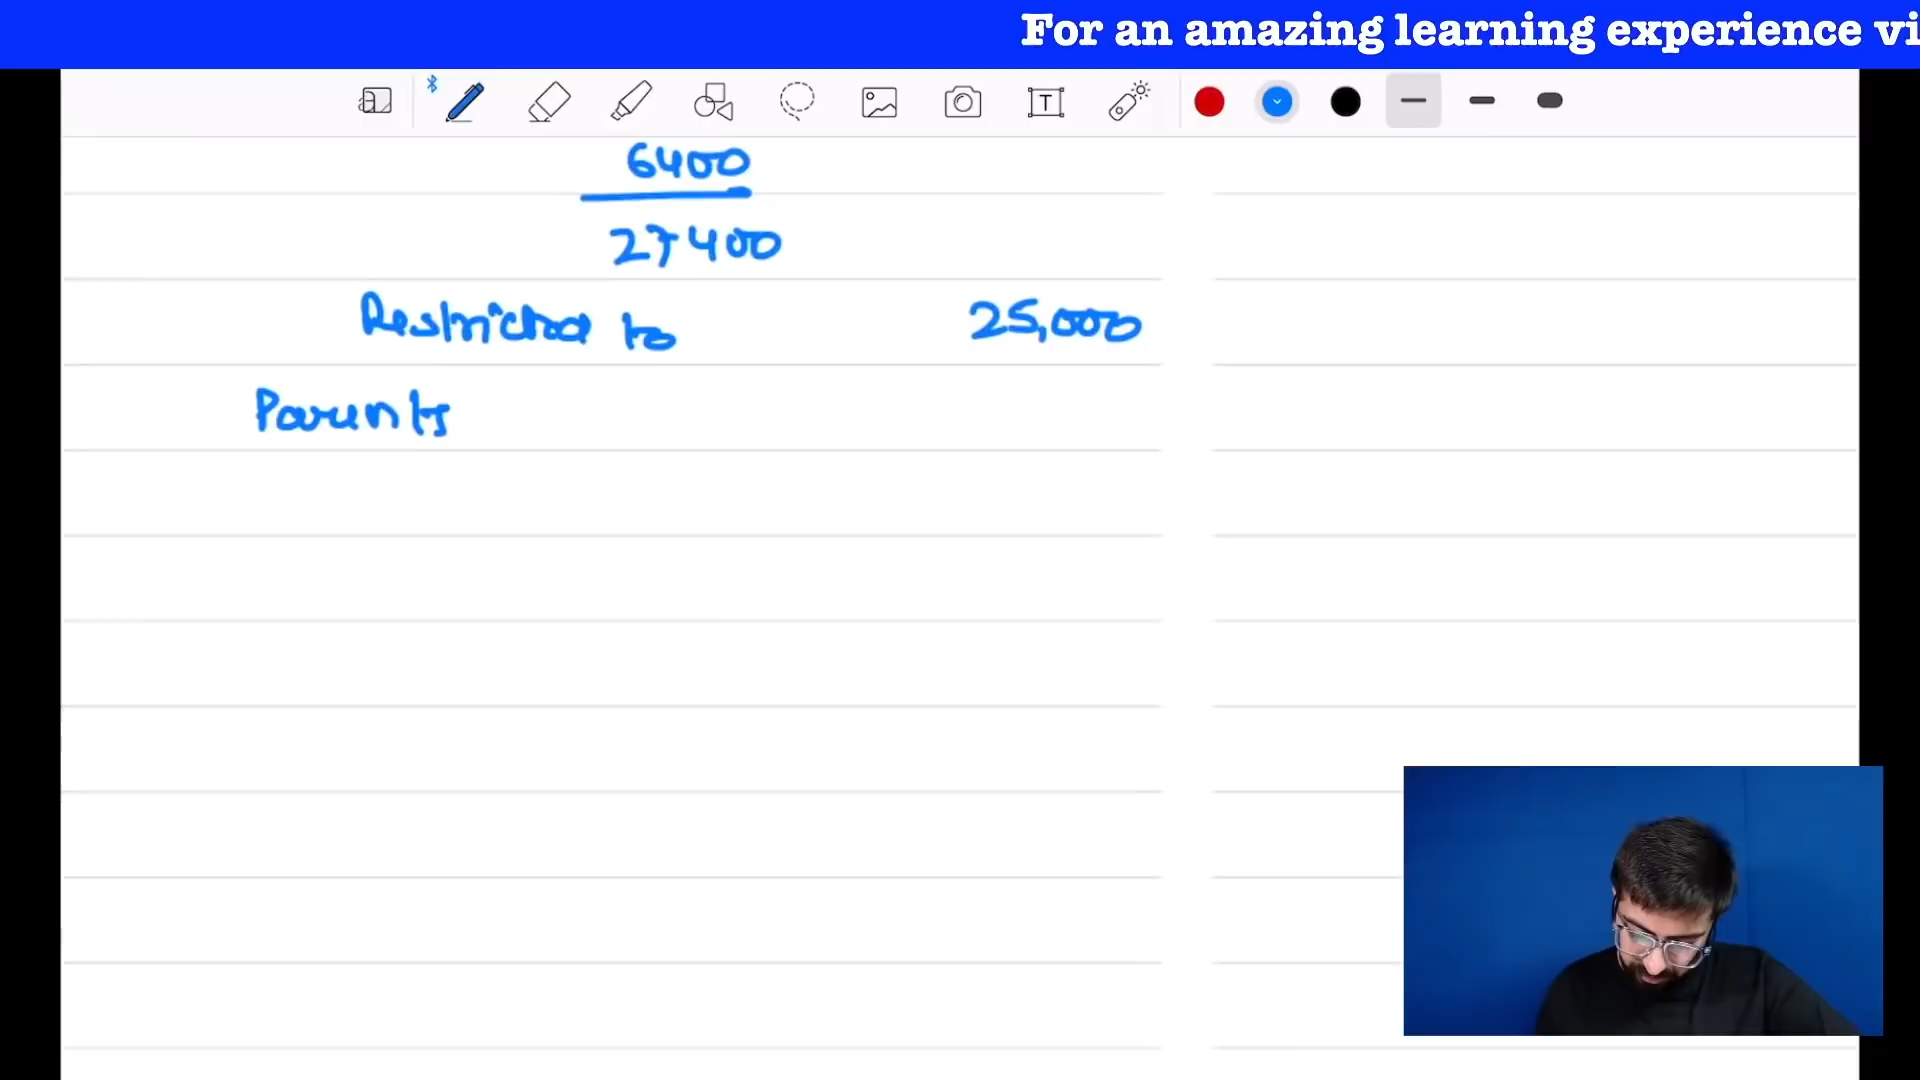 For an amazing learning experience vi
6400
27400
Restricted to 25,000
Parents